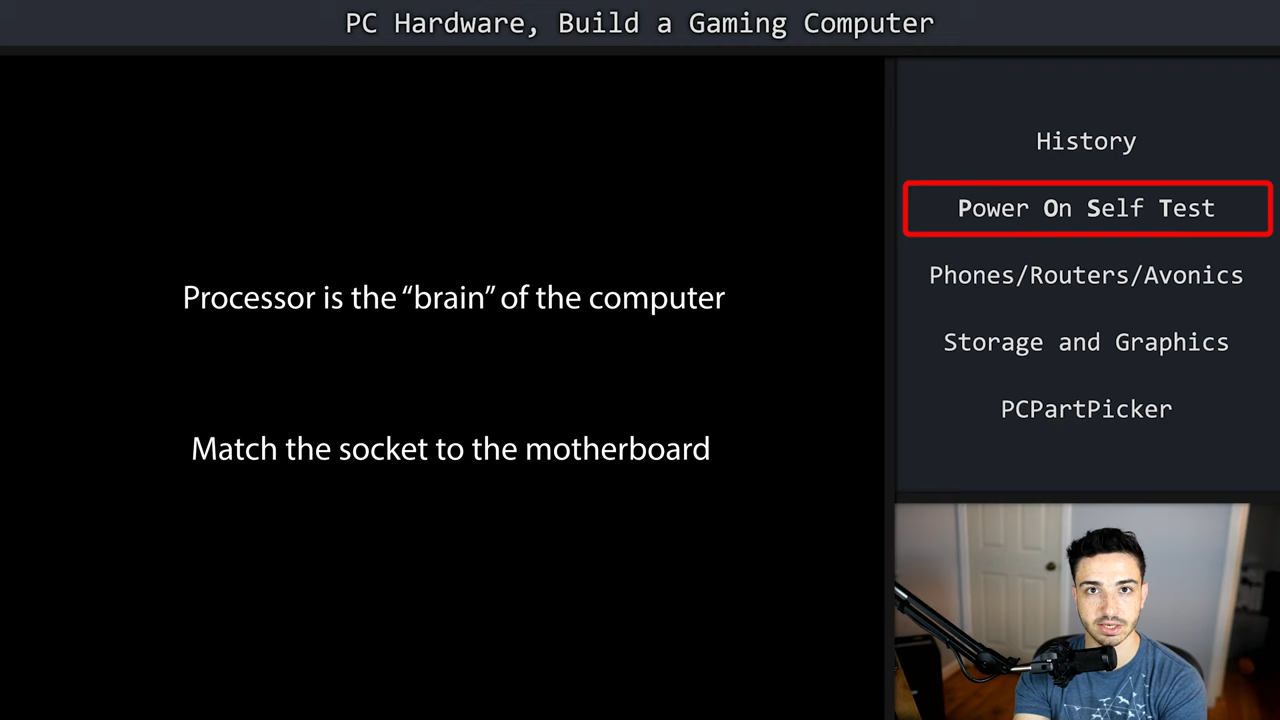 PC Hardware, Build a Gaming Computer
Processor is the “brain” of the computer
Match the socket to the motherboard
History
Power On Self Test
Phones/Routers/Avonics
Storage and Graphics
PCPartPicker